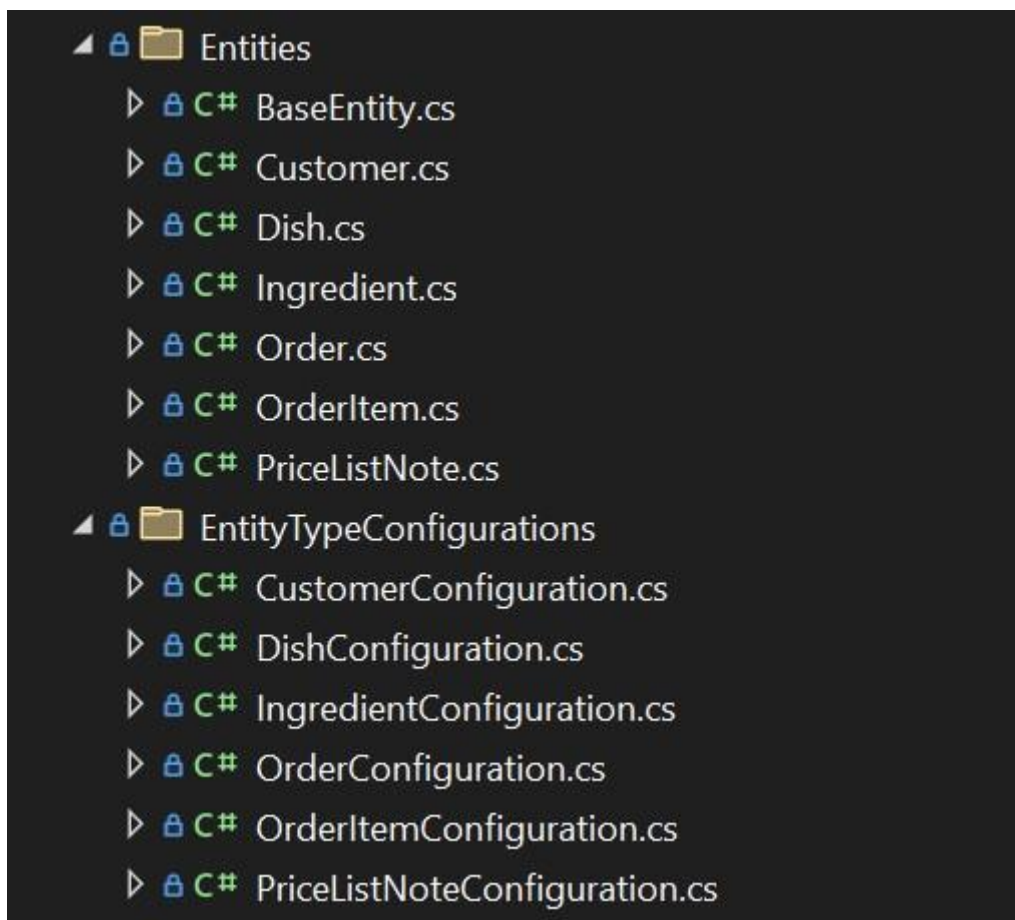 Entities
C# BaseEntity.cs
C# Customer.cs
C# Dish.cs
C# Ingredient.cs
C# Order.cs
C# OrderItem.cs
C# PriceListNote.cs
EntityTypeConfigurations
C# CustomerConfiguration.cs
C# DishConfiguration.cs
C# IngredientConfiguration.cs
C# OrderConfiguration.cs
C# OrderItemConfiguration.cs
C# PriceListNoteConfiguration.cs